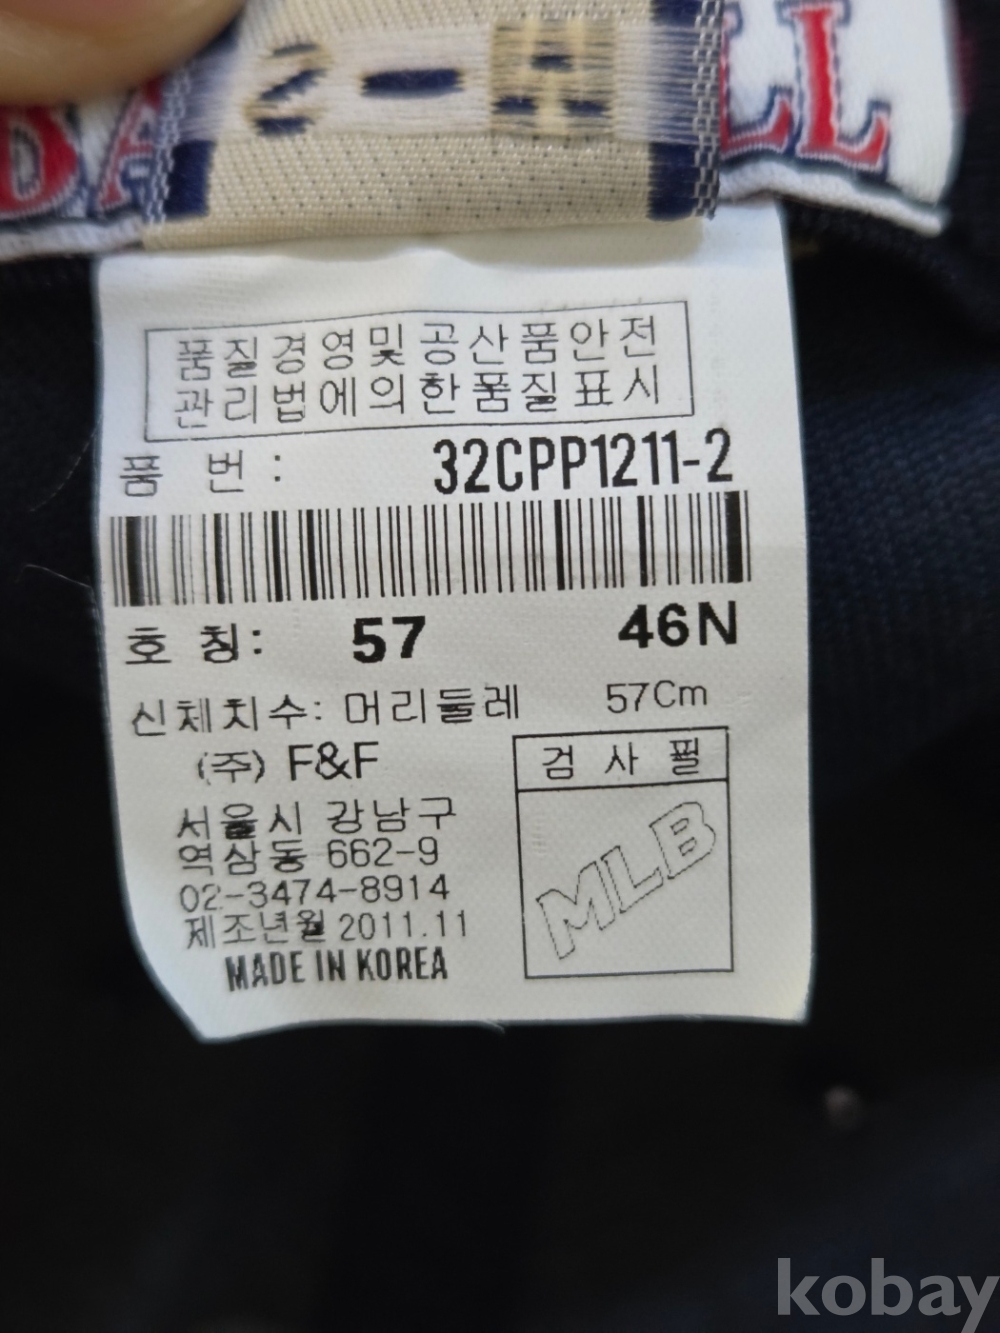 BA LL
품질경영및 공산품안전
관리법에의한품질표시
품 번 : 32CPP1211-2
호 칭: 57 46N
신체치수: 머리둘레 57Cm
(주) F&F
검 사 필
MLB
서울시 강남구
역삼동 662-9
02-3474-8914
제조년월 2011.11
MADE IN KOREA
kobay